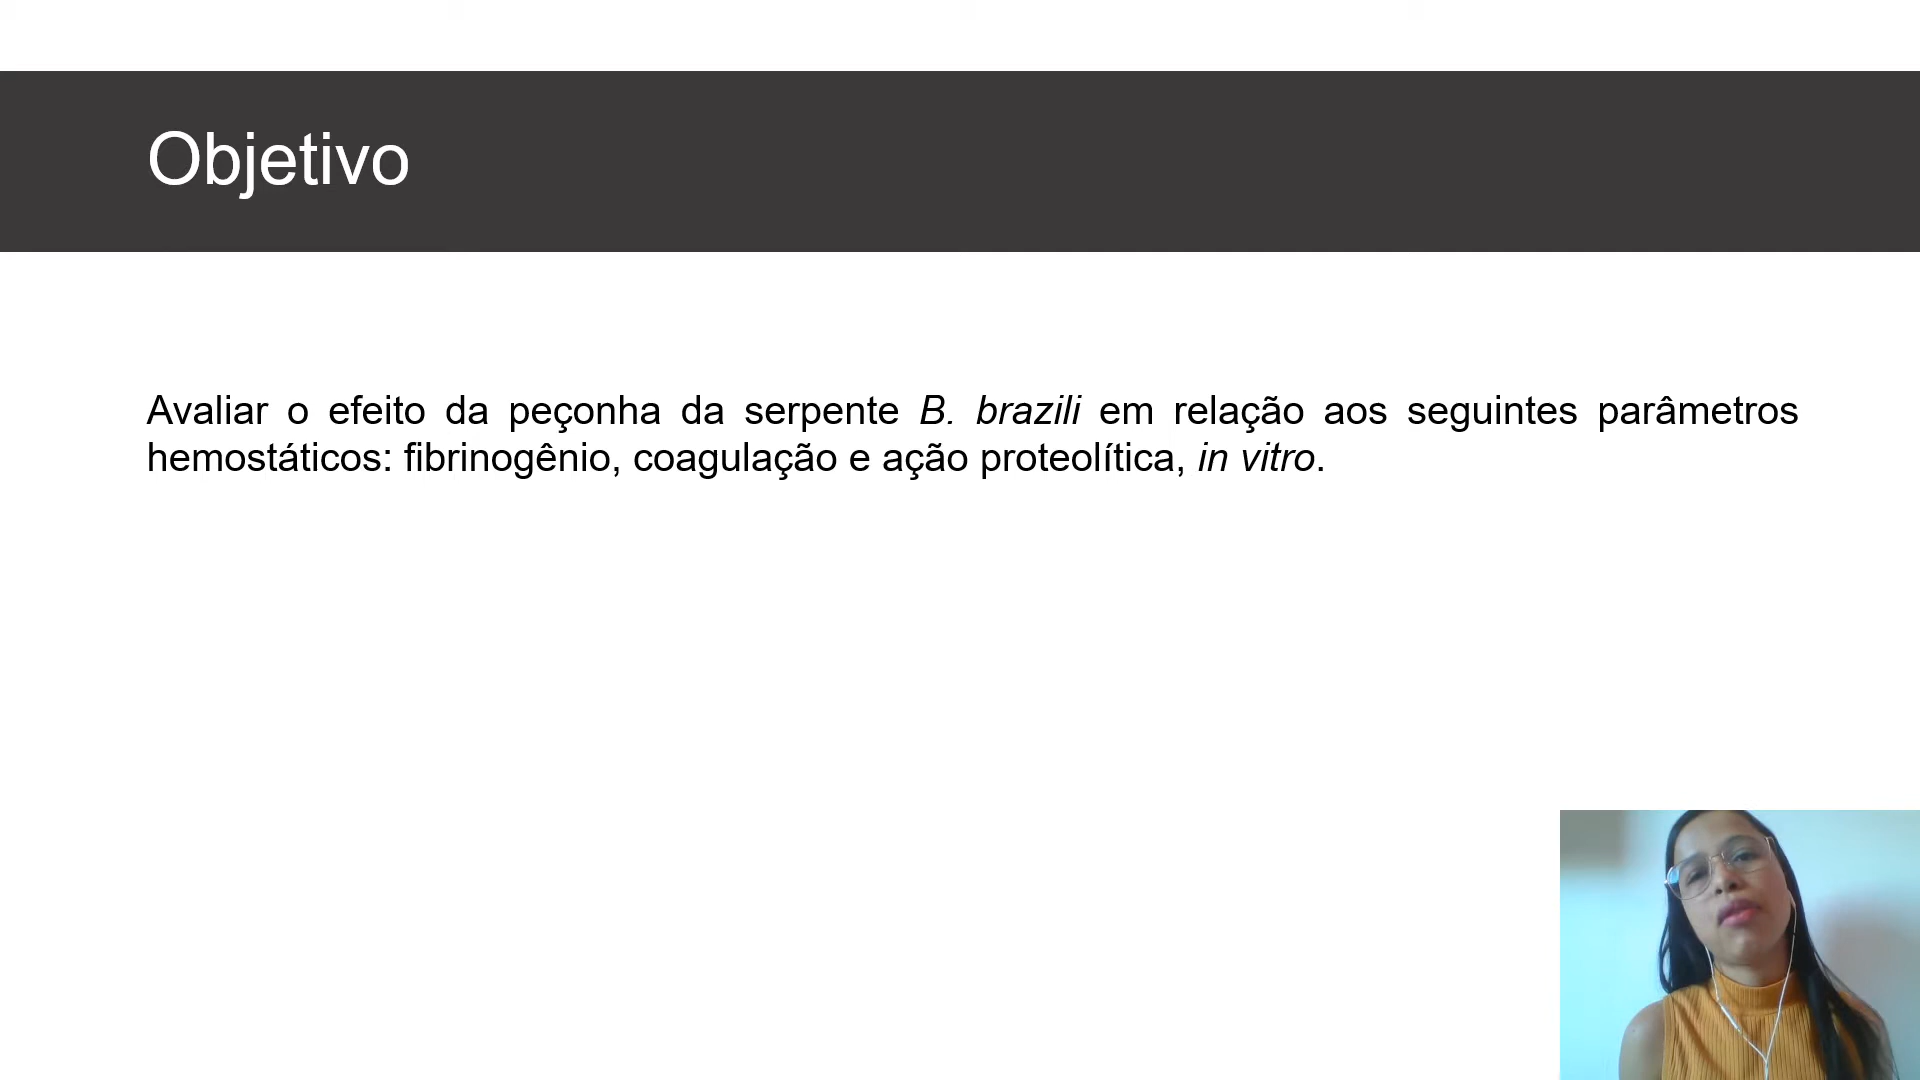 Objetivo
Avaliar o efeito da peçonha da serpente B. brazili em relação aos seguintes parâmetros
hemostáticos: fibrinogênio, coagulação e ação proteolítica, in vitro.